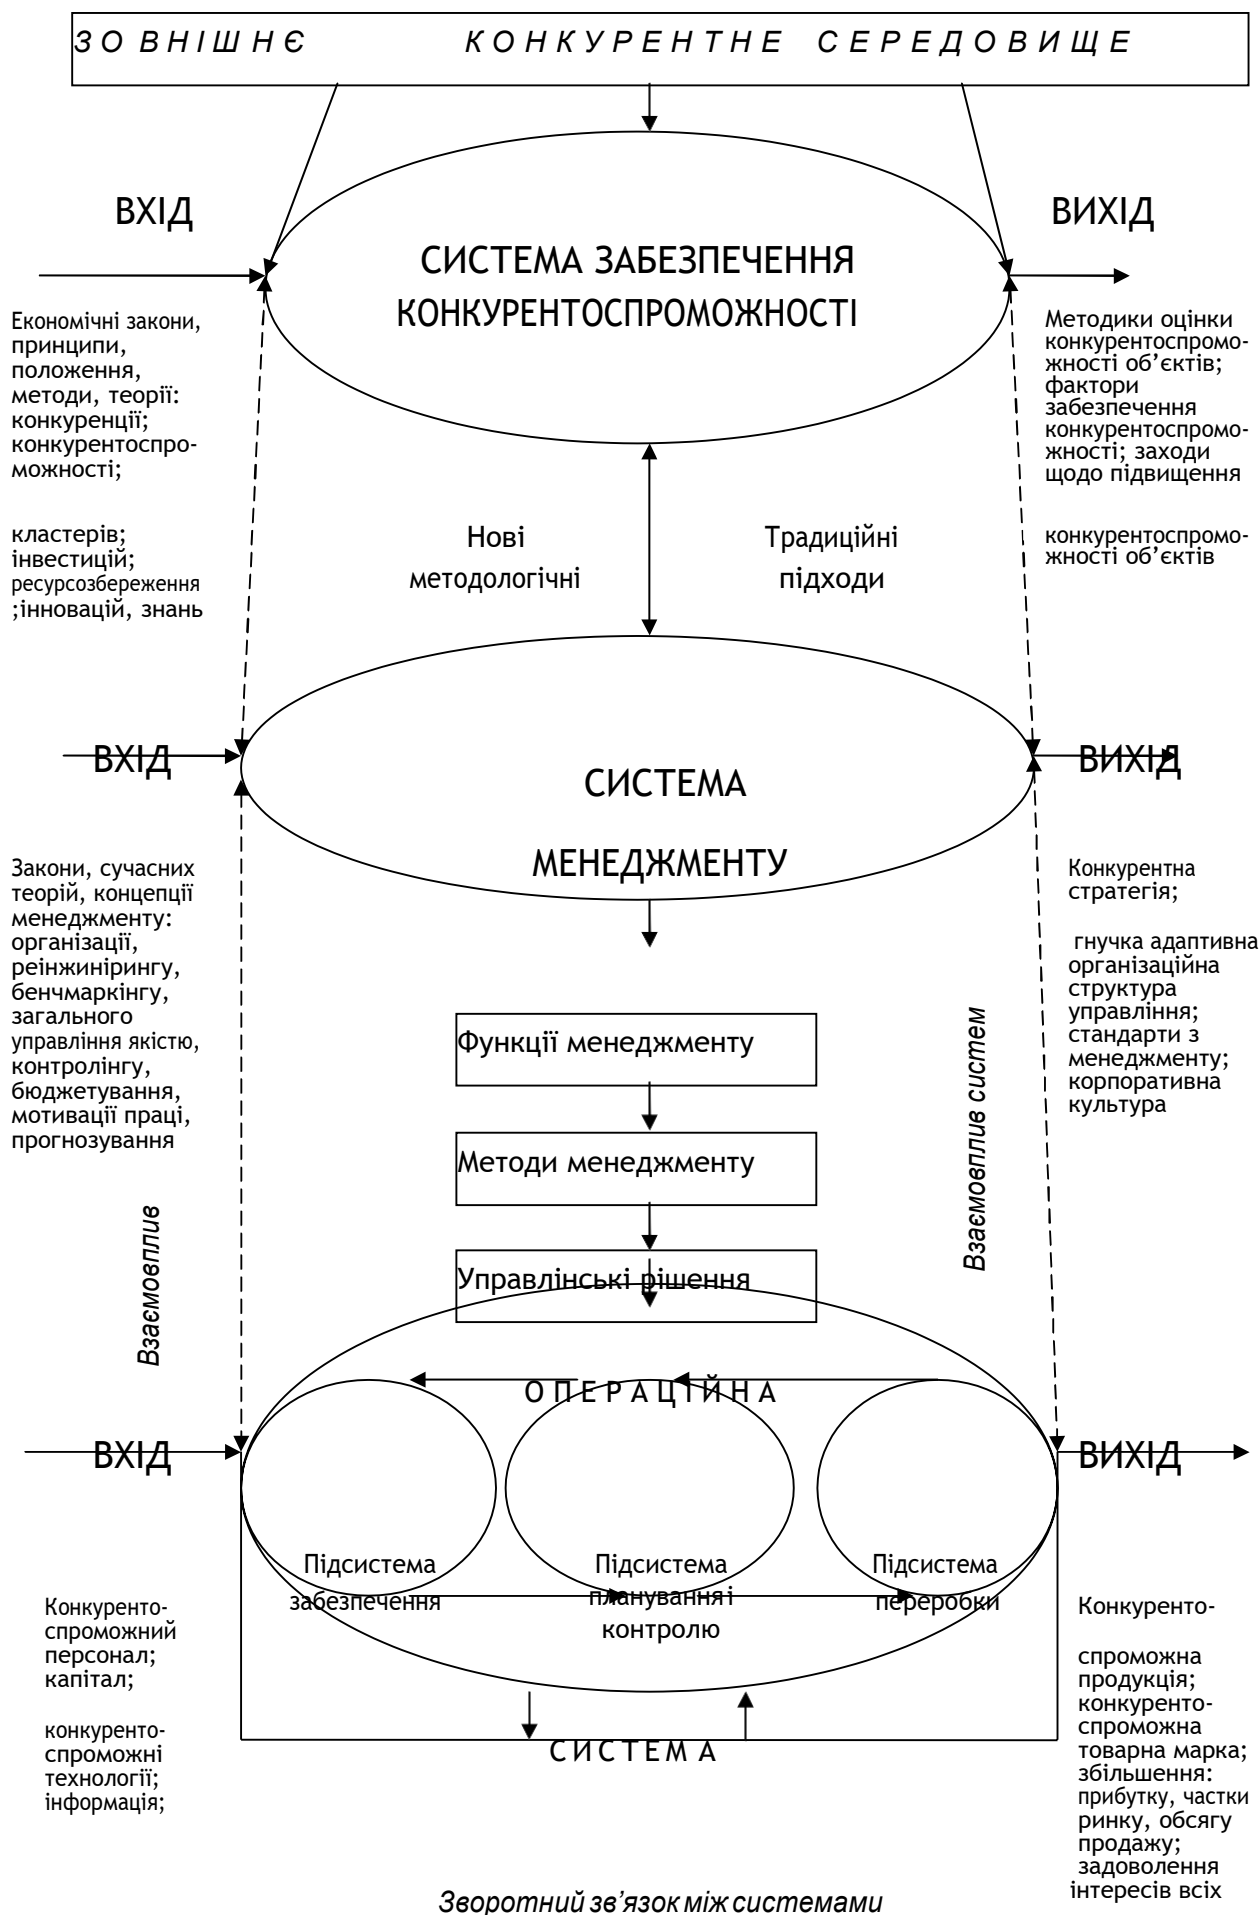 ЗОВНІШНЄ КОНКУРЕНТНЕ СЕРЕДОВИЩЕ
ВХІД
ВИХІД
СИСТЕМА ЗАБЕЗПЕЧЕННЯ
КОНКУРЕНТОСПРОМОЖНОСТІ
Економічні закони,
принципи,
положення,
методи, теорії:
конкуренції;
конкурентоспро-
можності;
кластерів;
інвестицій;
ресурсозбереження
;інновацій, знань
Методики оцінки
конкурентоспромо-
жності об’єктів;
фактори
забезпечення
конкурентоспромо-
жності; заходи
щодо підвищення
конкурентоспромо-
жності об’єктів
Нові
методологічні
Традиційні
підходи
ВХІД
ВИХІД
СИСТЕМА
МЕНЕДЖМЕНТУ
Закони, сучасних
теорій, концепції
менеджменту:
організації,
реінжинірингу,
бенчмаркінгу,
загального
управління якістю,
контролінгу,
бюджетування,
мотивації праці,
прогнозування
Конкурентна
стратегія;
гнучка адаптивна
організаційна
структура
управління;
стандарти з
менеджменту;
корпоративна
культура
Функції менеджменту
Методи менеджменту
Управлінські рішення
Взаємовплив
Взаємовплив систем
ОПЕРАЦІЙНА
ВХІД
ВИХІД
Підсистема
забезпечення
Підсистема
планування і
контролю
Підсистема
переробки
Конкуренто-
спроможний
персонал;
капітал;
конкуренто-
спроможні
технології;
інформація;
Конкуренто-
спроможна
продукція;
конкуренто-
спроможна
товарна марка;
збільшення:
прибутку, частки
ринку, обсягу
продажу;
задоволення
інтересів всіх
СИСТЕМА
Зворотний зв’язок між системами